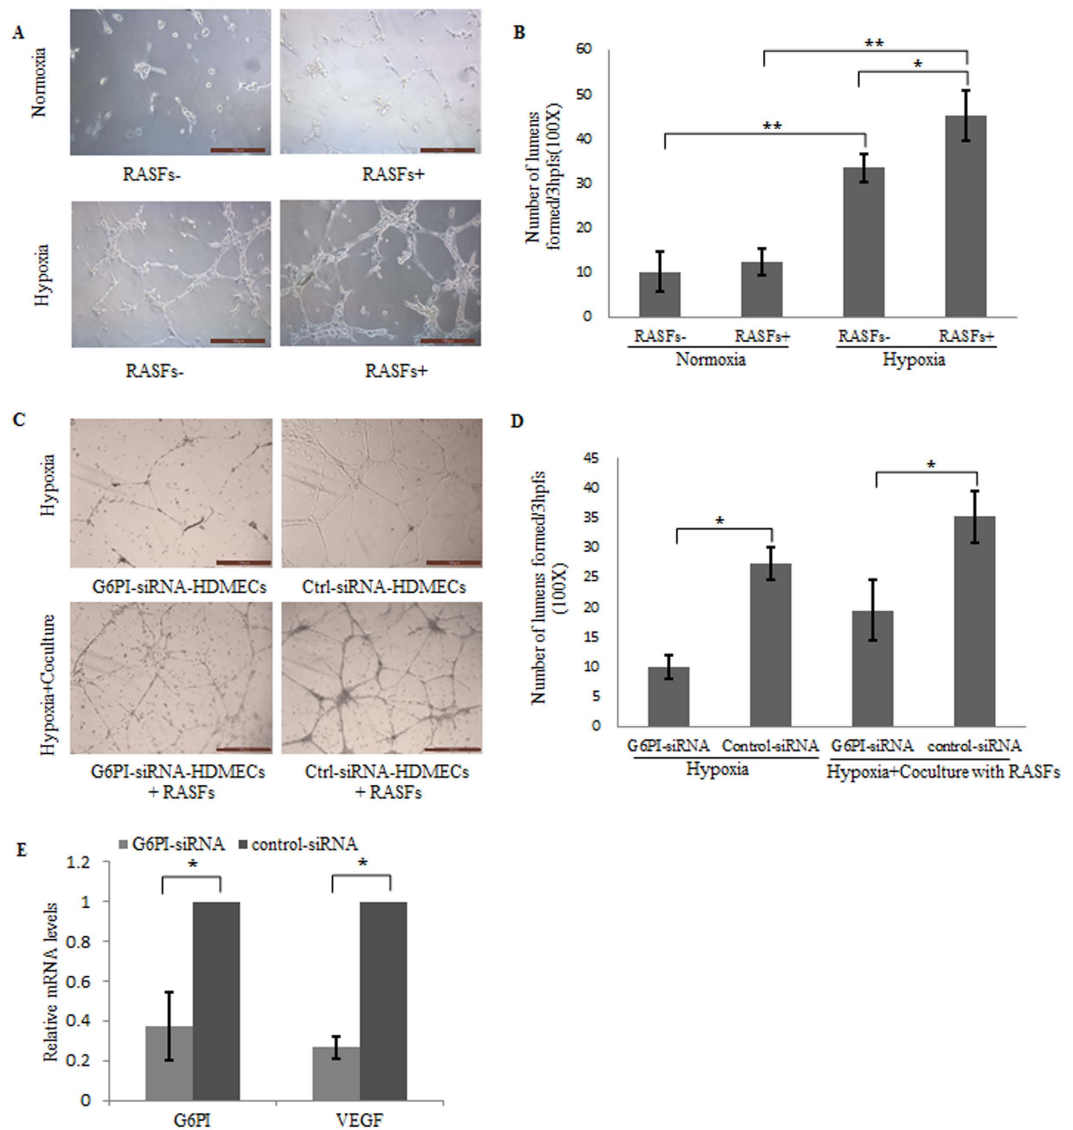 A
Normoxia
RASFs-
RASFs+
Hypoxia
RASFs-
RASFs+
B
Number of lumens
formed/3hpfs(100X)
60
50
40
30
20
10
0
**
*
**
RASFs-
RASFs+
RASFs-
RASFs+
Normoxia
Hypoxia
C
Hypoxia
G6PI-siRNA-HDMECs
Ctrl-siRNA-HDMECs
Hypoxia+Coculture
G6PI-siRNA-HDMECs
+ RASFs
Ctrl-siRNA-HDMECs
+ RASFs
D
Number of lumens formed/3hpfs
(100X)
45
40
35
30
25
20
15
10
5
0
*
*
G6PI-siRNA
Control-siRNA
G6PI-siRNA
control-siRNA
Hypoxia
Hypoxia+Coculture with RASFs
E
G6PI-siRNA
control-siRNA
Relative mRNA levels
1.2
1
0.8
0.6
0.4
0.2
0
*
*
G6PI
VEGF